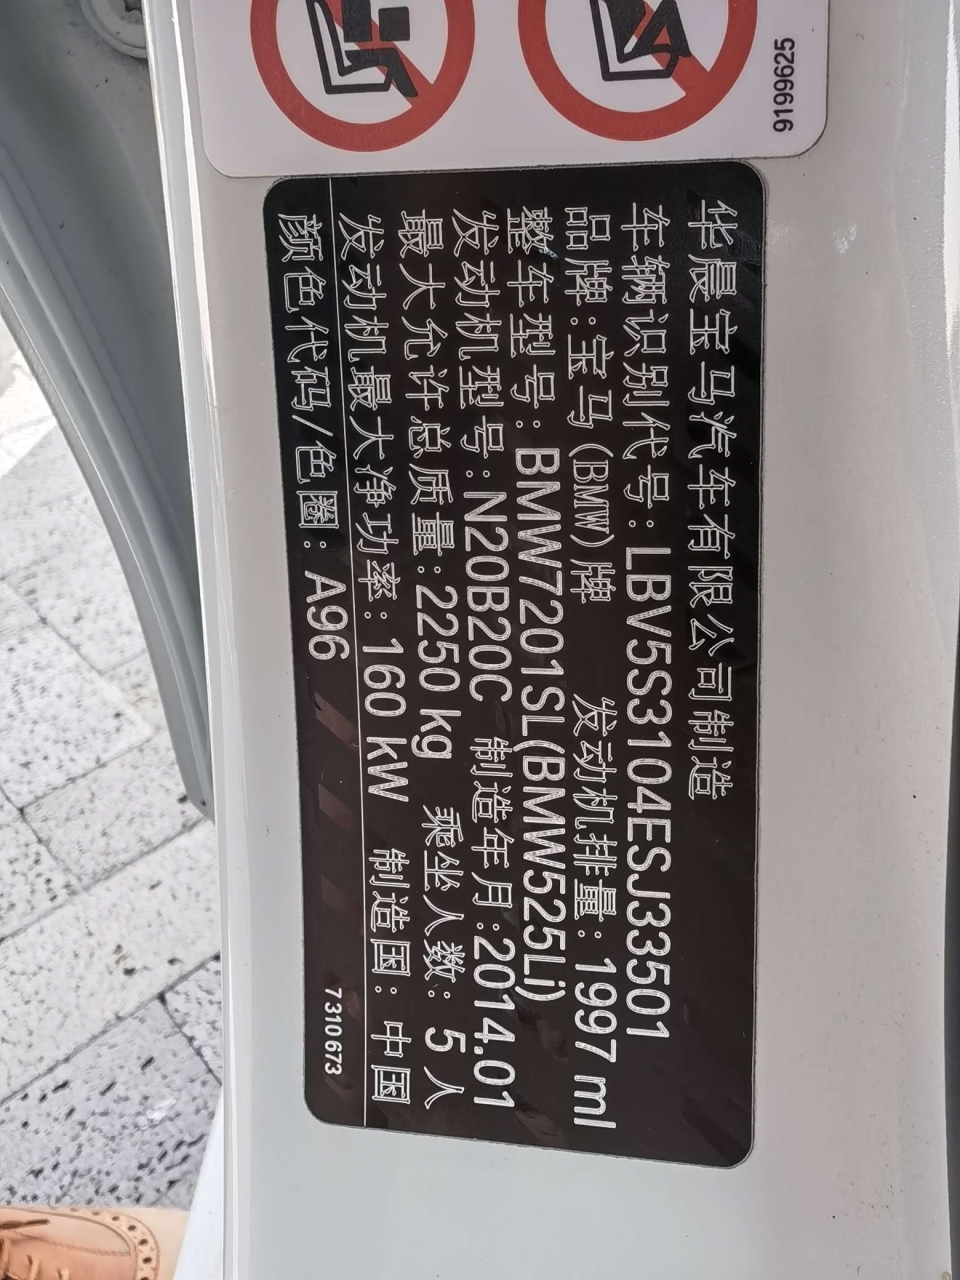 9199625
华晨宝马汽车有限公司制造
车辆识别代号:LBV5S3104ESJ33501
品牌:宝马(BMW)牌 发动机排量:1997 ml
整车型号:BMW7201SL(BMW525Li)
发动机型号:N20B20C 制造年月:2014.01
最大允许总质量:2250 kg 乘坐人数:5人
发动机最大净功率:160 kW 制造国:中国
颜色代码/色圈:A96
7 310 673